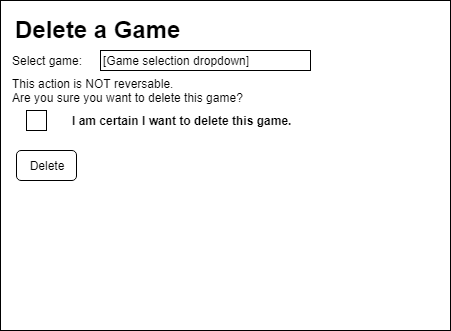 Delete a Game
Select game: [Game selection dropdown]
This action is NOT reversable.
Are you sure you want to delete this game?
I am certain I want to delete this game.
Delete